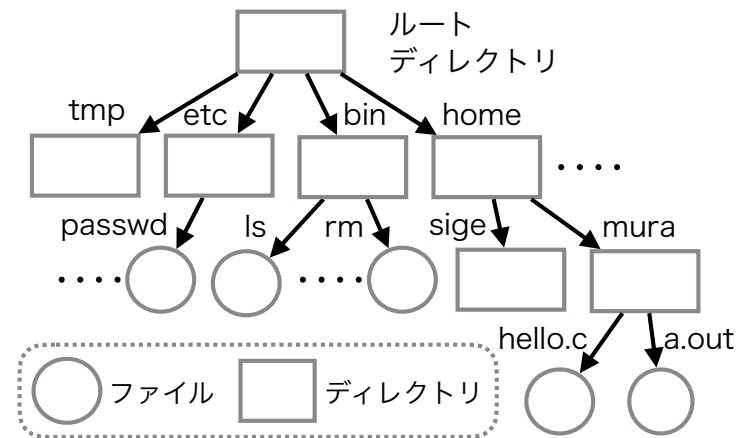 ルート
ディレクトリ
tmp etc bin home
‥‥
passwd ls rm sige mura
‥‥ ‥‥
hello.c a.out
ファイル ディレクトリ